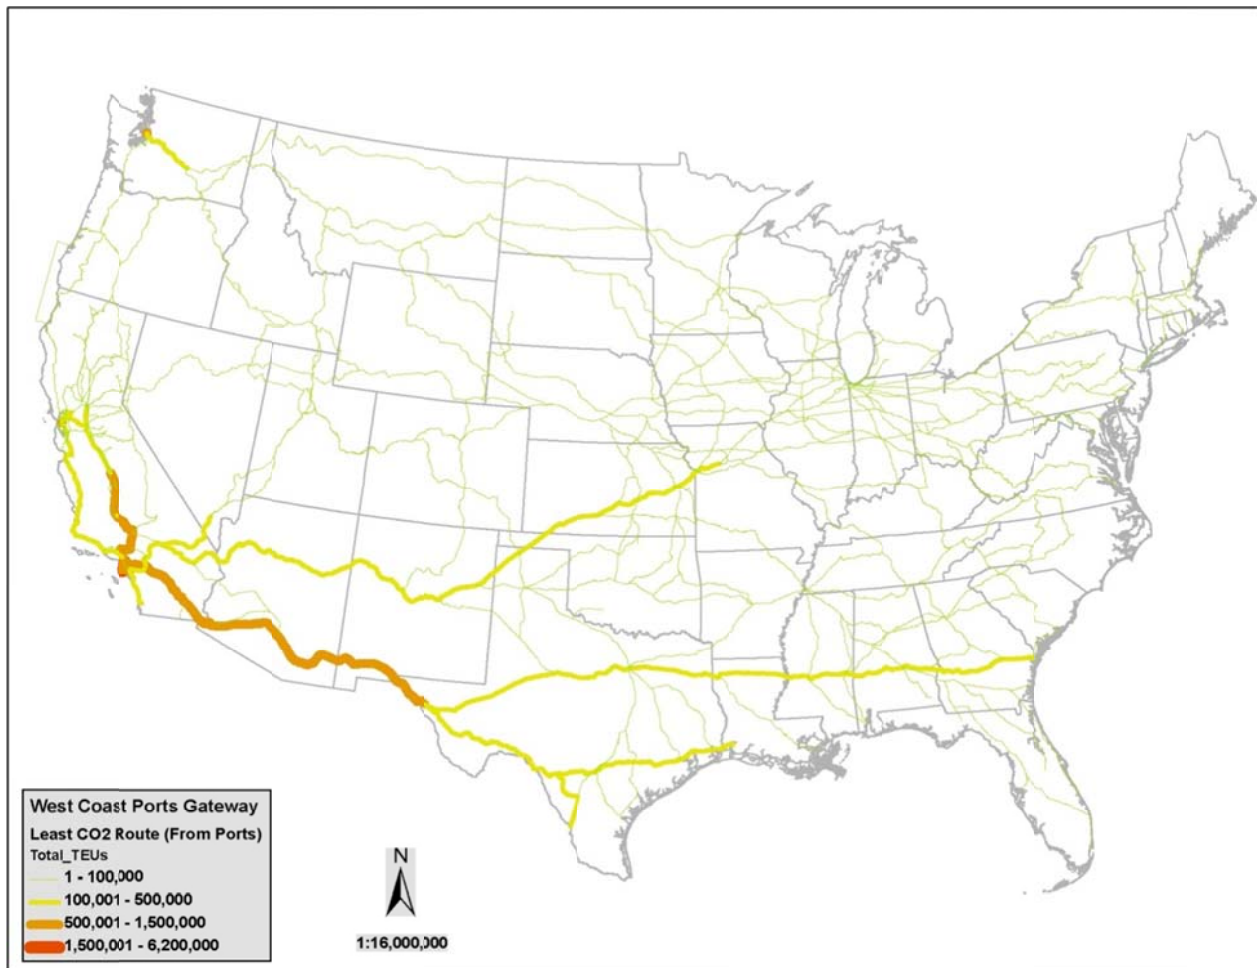 West Coast Ports Gateway
Least CO2 Route (From Ports)
Total_TEUs
1 - 100,000
100,001 - 500,000
500,001 - 1,500,000
1,500,001 - 6,200,000
N
1:16,000,000